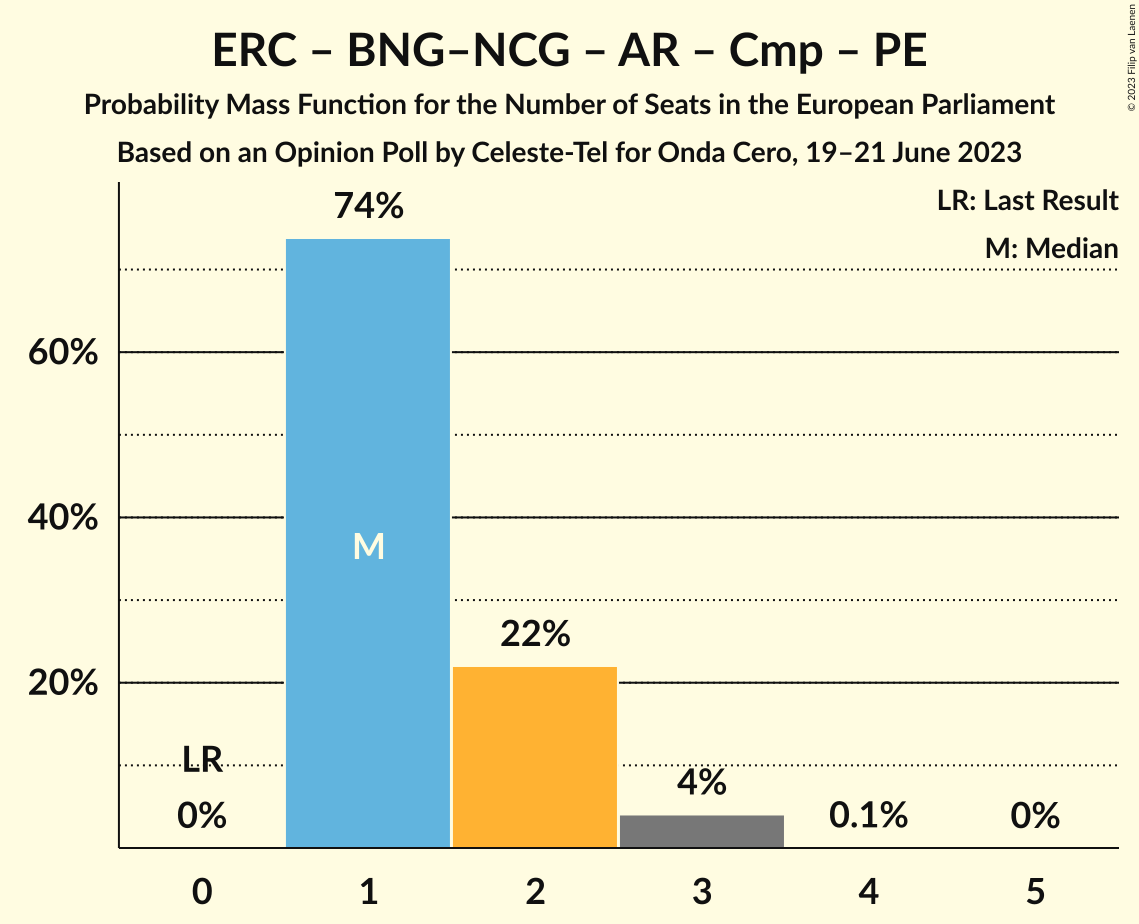 ERC – BNG–NCG – AR – Cmp – PE
Probability Mass Function for the Number of Seats in the European Parliament
Based on an Opinion Poll by Celeste-Tel for Onda Cero, 19–21 June 2023
© 2023 Filip van Laenen
LR: Last Result
M: Median
74%
60%
40%
M
22%
20%
LR
4%
0%
0.1%
0%
0
1
2
3
4
5